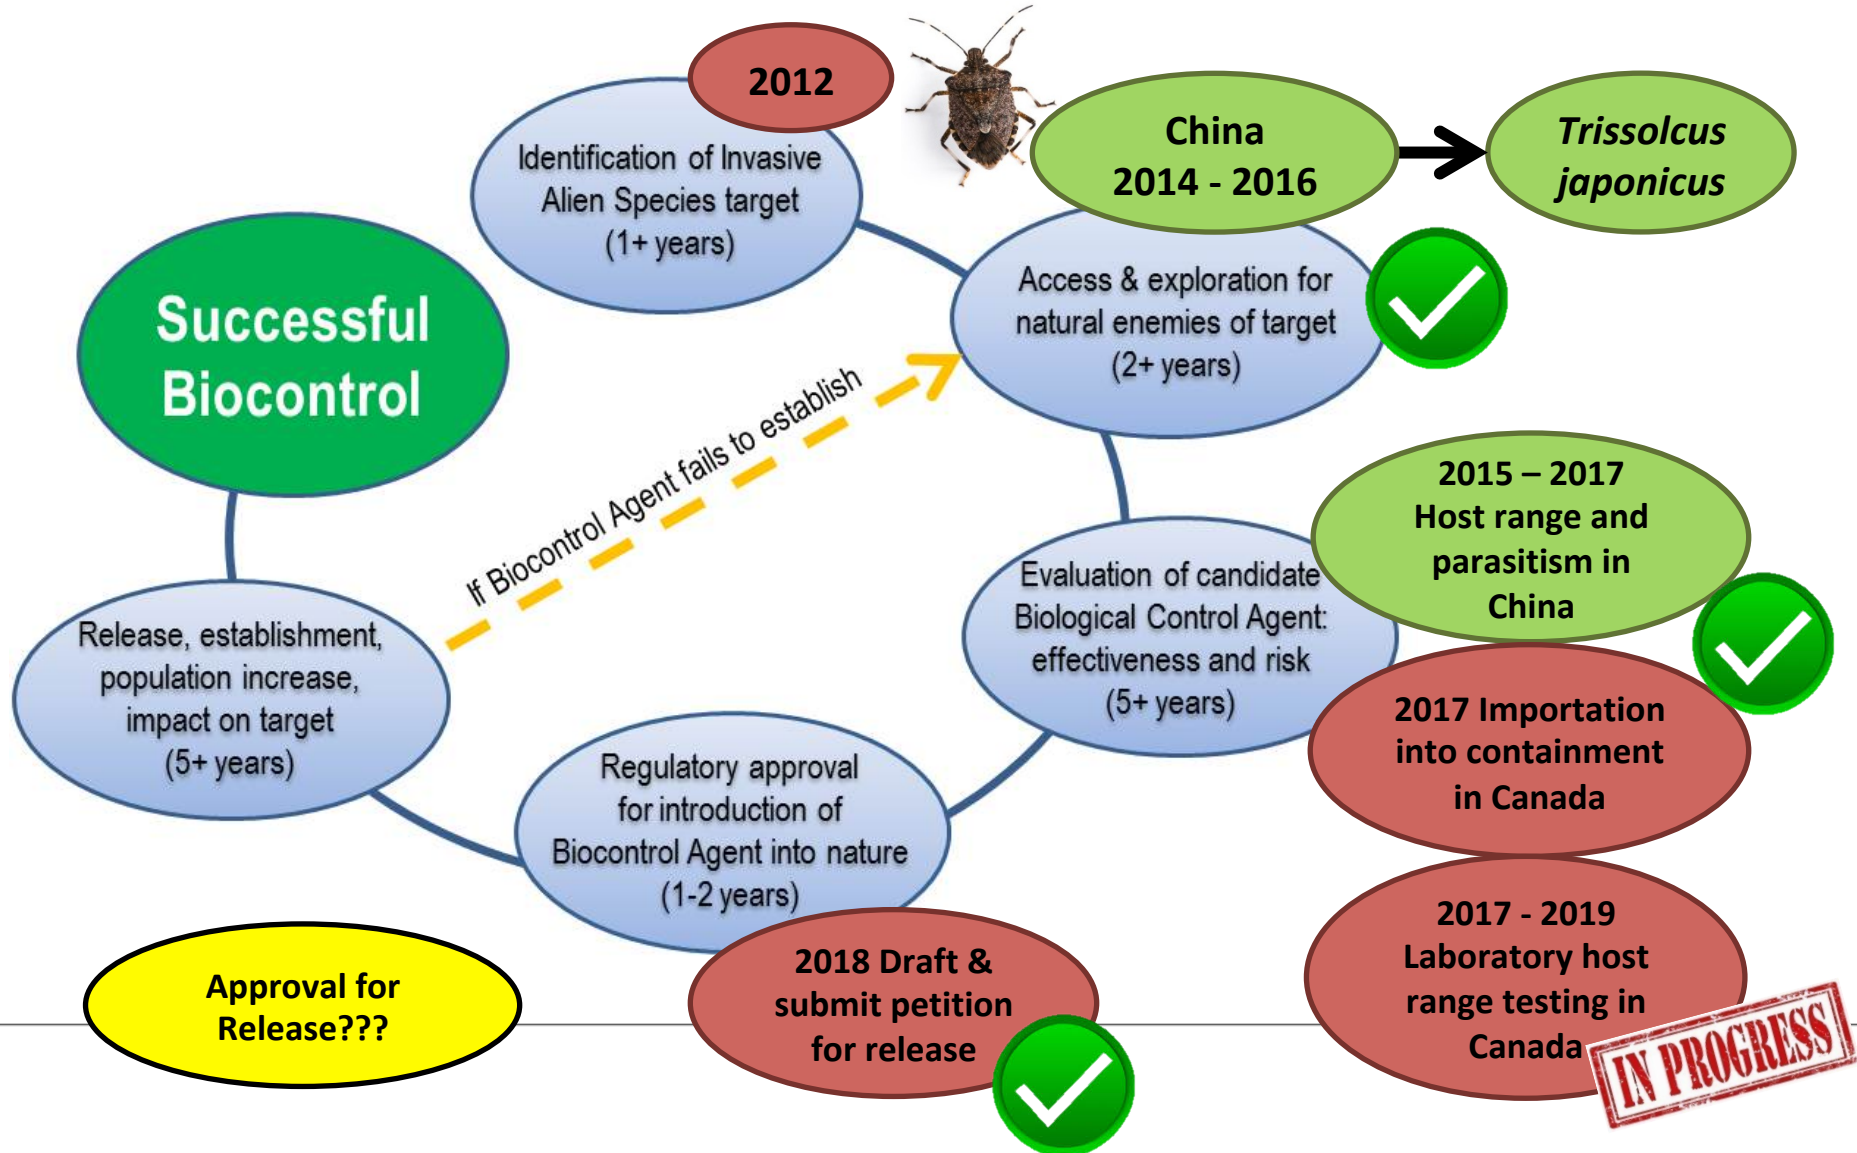 2012
Identification of Invasive
Alien Species target
(1+ years)
China
2014 - 2016
Trissolcus
japonicus
Access & exploration for
natural enemies of target
(2+ years)
Successful
Biocontrol
If Biocontrol Agent fails to establish
2015 – 2017
Host range and
parasitism in
China
Evaluation of candidate
Biological Control Agent:
effectiveness and risk
(5+ years)
2017 Importation
into containment
in Canada
Release, establishment,
population increase,
impact on target
(5+ years)
Regulatory approval
for introduction of
Biocontrol Agent into nature
(1-2 years)
2017 - 2019
Laboratory host
range testing in
Canada
IN PROGRESS
2018 Draft &
submit petition
for release
Approval for
Release???